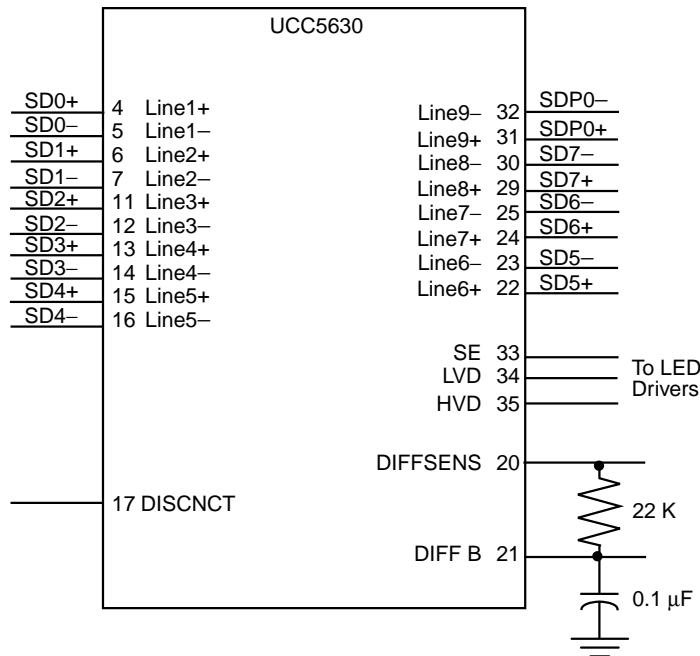 UCC5630
SD0+ 4 Line1+
SD0− 5 Line1−
SD1+ 6 Line2+
SD1− 7 Line2−
SD2+ 11 Line3+
SD2− 12 Line3−
SD3+ 13 Line4+
SD3− 14 Line4−
SD4+ 15 Line5+
SD4− 16 Line5−
17 DISCNCT
Line9− 32 SDP0−
Line9+ 31 SDP0+
Line8− 30 SD7−
Line8+ 29 SD7+
Line7− 25 SD6−
Line7+ 24 SD6+
Line6− 23 SD5−
Line6+ 22 SD5+
SE 33
LVD 34
HVD 35
To LED
Drivers
DIFFSENS 20
22 K
DIFF B 21
0.1 µF